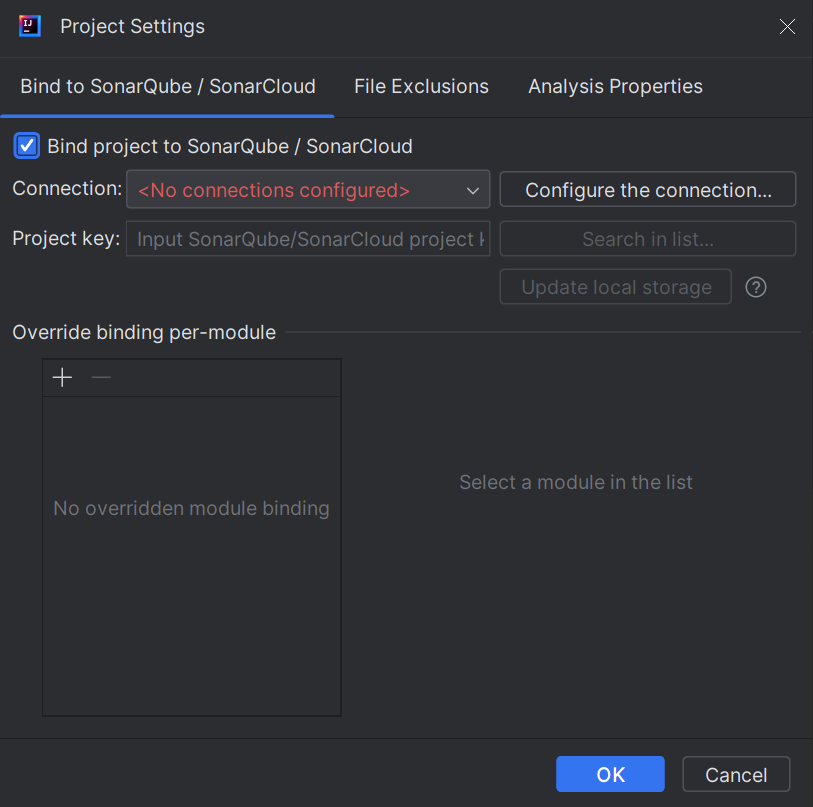 Project Settings
Bind to SonarQube / SonarCloud File Exclusions Analysis Properties
Bind project to SonarQube / SonarCloud
Connection: <No connections configured> Configure the connection...
Project key: Input SonarQube/SonarCloud project k Search in list...
Update local storage ?
Override binding per-module
No overridden module binding
Select a module in the list
OK Cancel